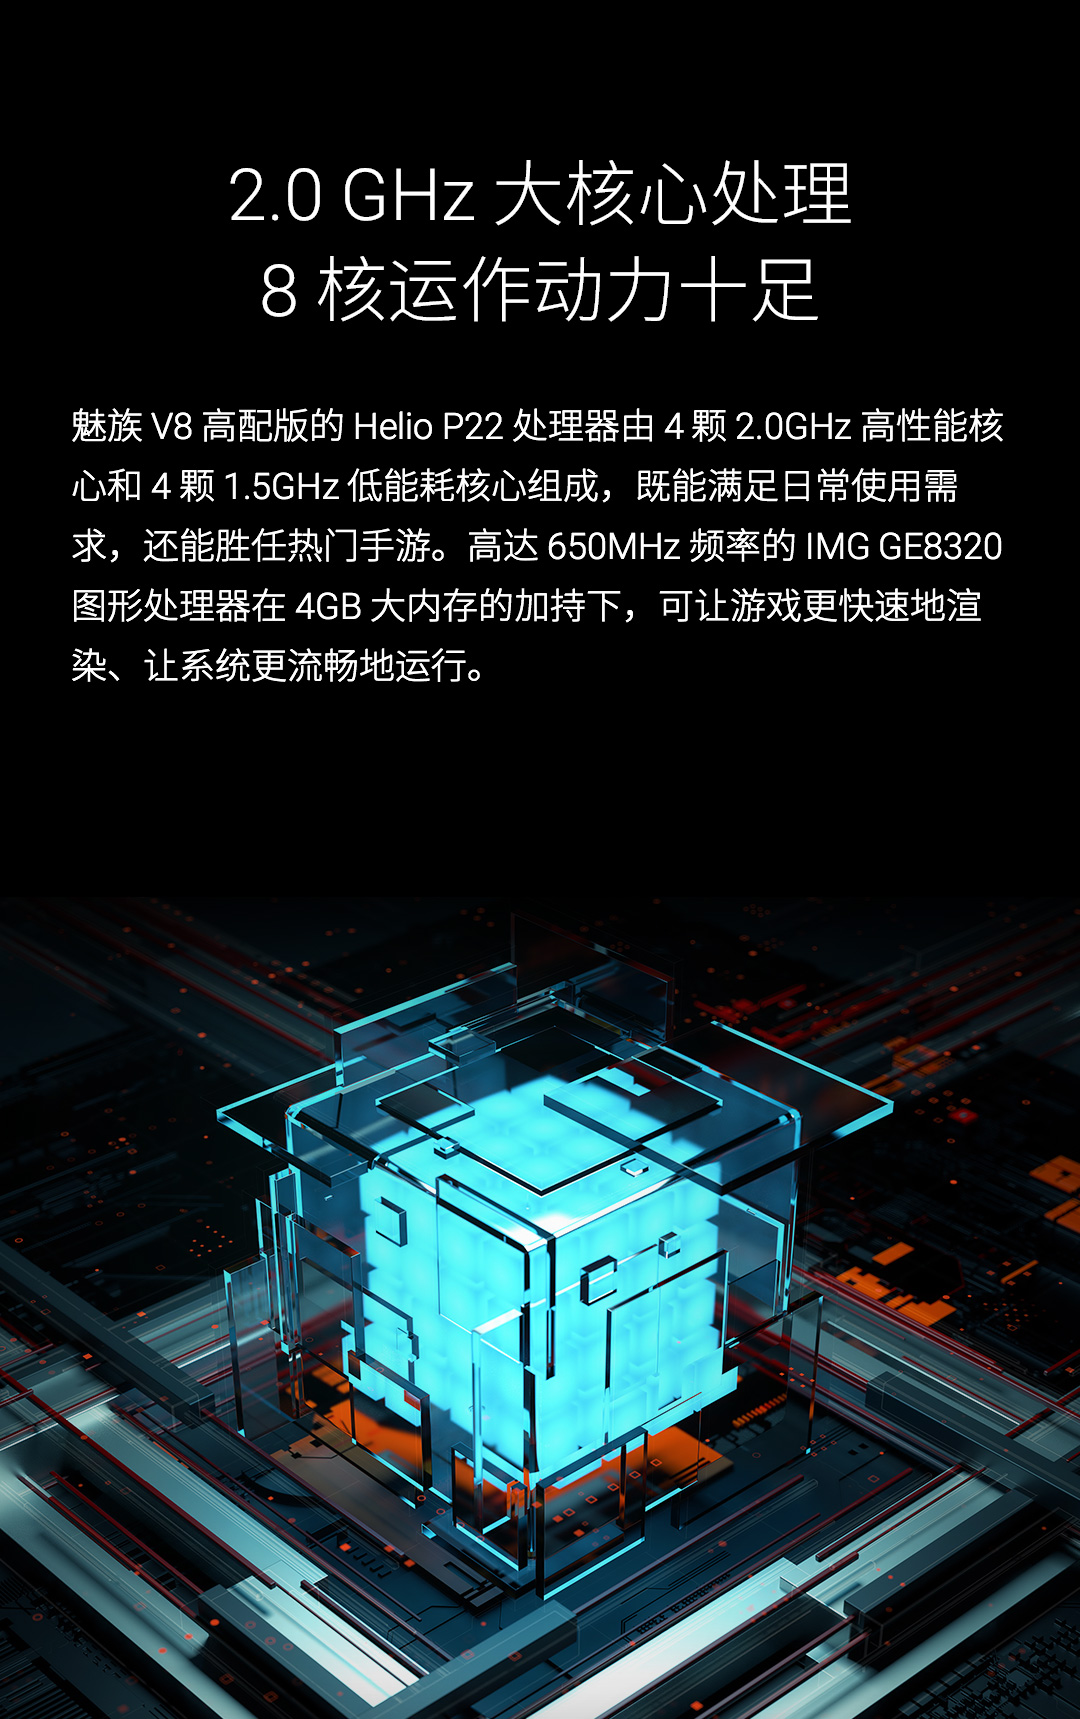 2.0 GHz 大核心处理
8 核运作动力十足
魅族 V8 高配版的 Helio P22 处理器由 4 颗 2.0GHz 高性能核
心和 4 颗 1.5GHz 低能耗核心组成，既能满足日常使用需
求，还能胜任热门手游。高达 650MHz 频率的 IMG GE8320
图形处理器在 4GB 大内存的加持下，可让游戏更快速地渲
染、让系统更流畅地运行。